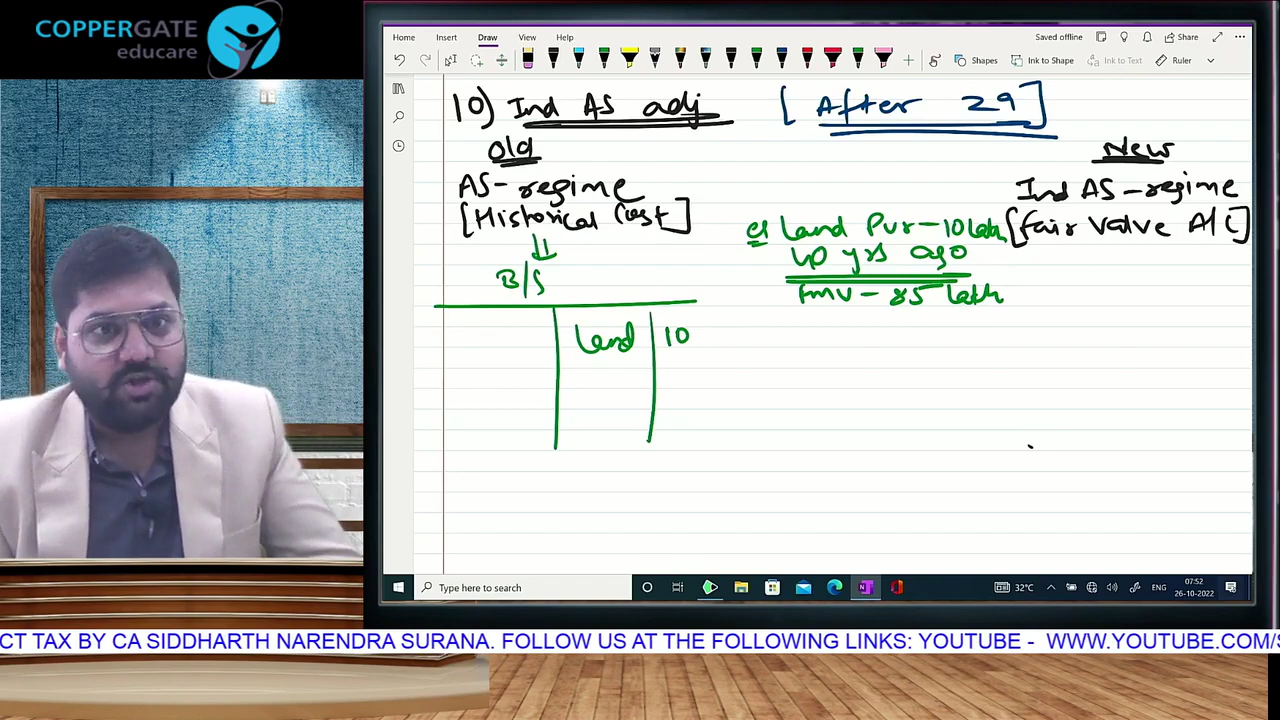 COPPERGATE
educare
Home Insert Draw View Help
Saved offline
Share
Shapes
Ink to Shape
Ink to Text
Ruler
10) Ind AS adj [After 29]
Old
New
AS-regime
[Historical Cost]
Ind AS-regime
[Fair Value A/C]
eg Land Pur-10 lakh
40 yrs ago
FMV-85 lakh
B/S
Land 10
Type here to search
32°C
ENG
07:52
26-10-2022
CT TAX BY CA SIDDHARTH NARENDRA SURANA. FOLLOW US AT THE FOLLOWING LINKS: YOUTUBE - WWW.YOUTUBE.COM/S